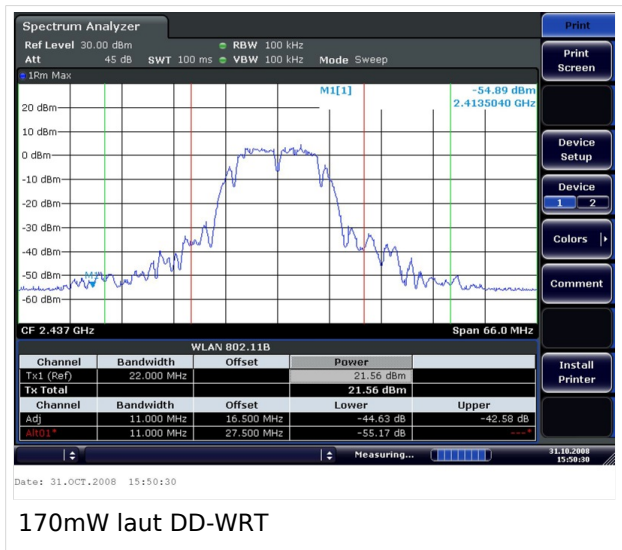 Spectrum Analyzer
Print
Ref Level 30.00 dBm RBW 100 kHz
Att 45 dB SWT 100 ms VBW 100 kHz Mode Sweep
1Rm Max
M1[1] -54.89 dBm
2.4135040 GHz
20 dBm
10 dBm
0 dBm
-10 dBm
-20 dBm
-30 dBm
-40 dBm
-50 dBm
-60 dBm
M1
CF 2.437 GHz Span 66.0 MHz
WLAN 802.11B
Channel Bandwidth Offset Power
Tx1 (Ref) 22.000 MHz 21.56 dBm
Tx Total 21.56 dBm
Channel Bandwidth Offset Lower Upper
Adj 11.000 MHz 16.500 MHz -44.63 dB -42.58 dB
Alt01* 11.000 MHz 27.500 MHz -55.17 dB ---*
Print
Screen
Device
Setup
Device
1 2
Colors
Comment
Install
Printer
Measuring... 31.10.2008
15:50:30
Date: 31.OCT.2008 15:50:30
170mW laut DD-WRT